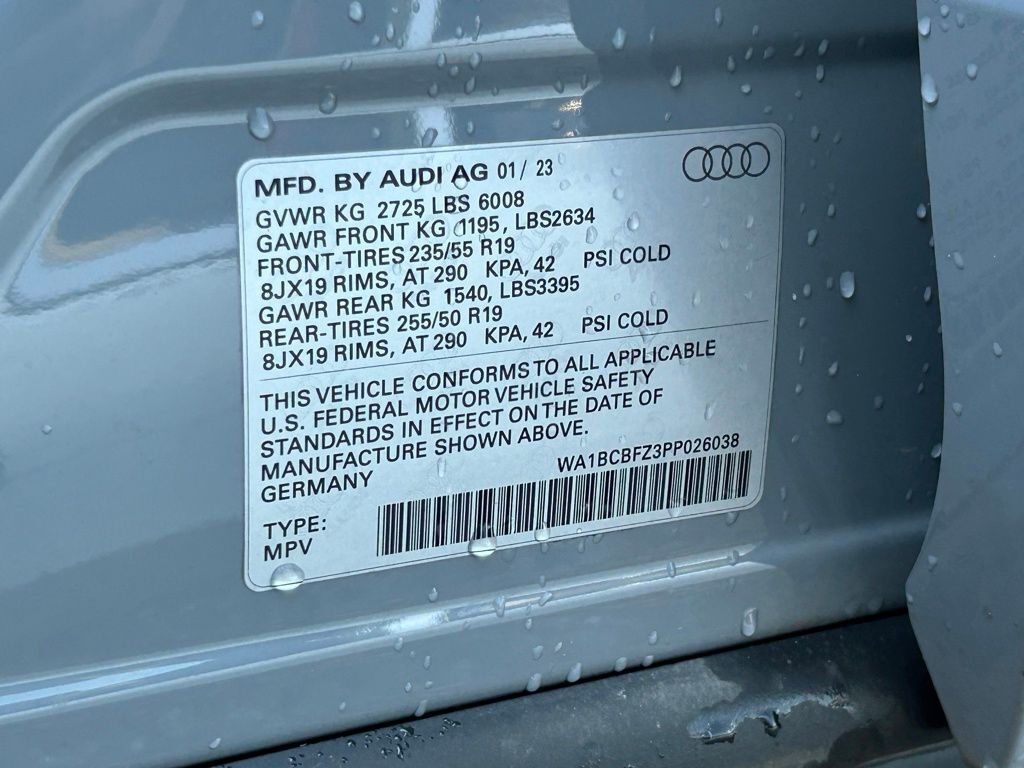 MFD. BY AUDI AG 01/ 23
GVWR KG 2725 LBS 6008
GAWR FRONT KG 1195, LBS2634
FRONT-TIRES 235/55 R19
8JX19 RIMS, AT 290 KPA, 42 PSI COLD
GAWR REAR KG 1540, LBS3395
REAR-TIRES 255/50 R19
8JX19 RIMS, AT 290 KPA, 42 PSI COLD
THIS VEHICLE CONFORMS TO ALL APPLICABLE
U.S. FEDERAL MOTOR VEHICLE SAFETY
STANDARDS IN EFFECT ON THE DATE OF
MANUFACTURE SHOWN ABOVE.
GERMANY
WA1BCBFZ3PP026038
TYPE:
MPV